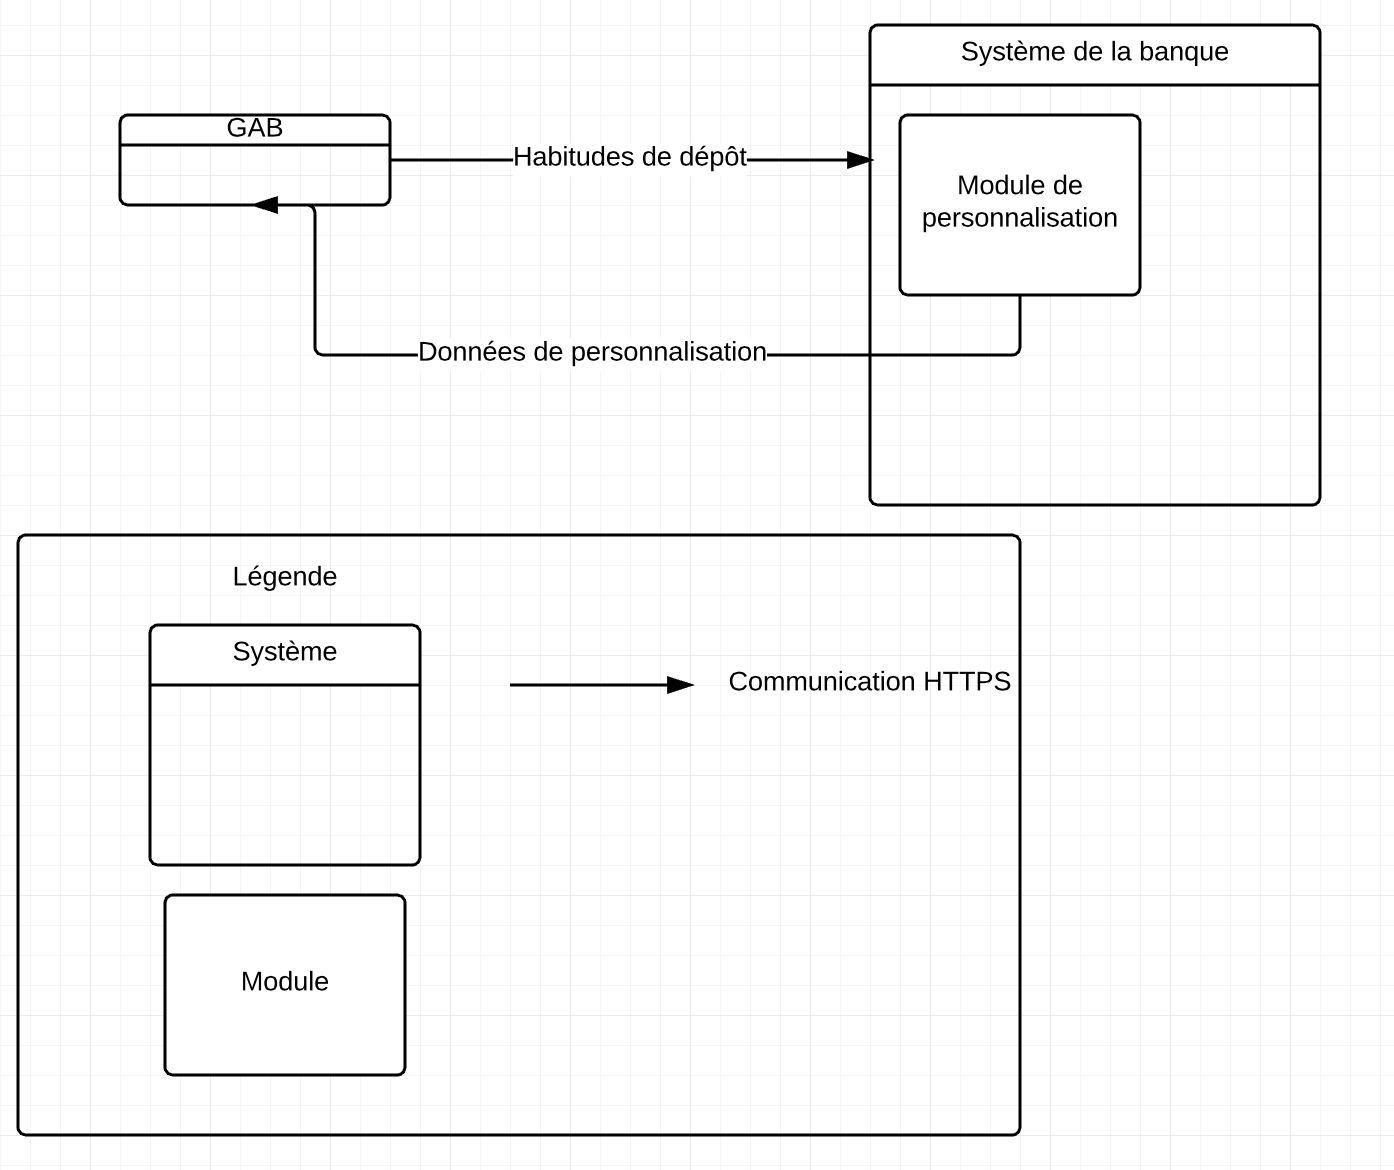 Système de la banque
GAB
Habitudes de dépôt
Module de
personnalisation
Données de personnalisation
Légende
Système
Communication HTTPS
Module